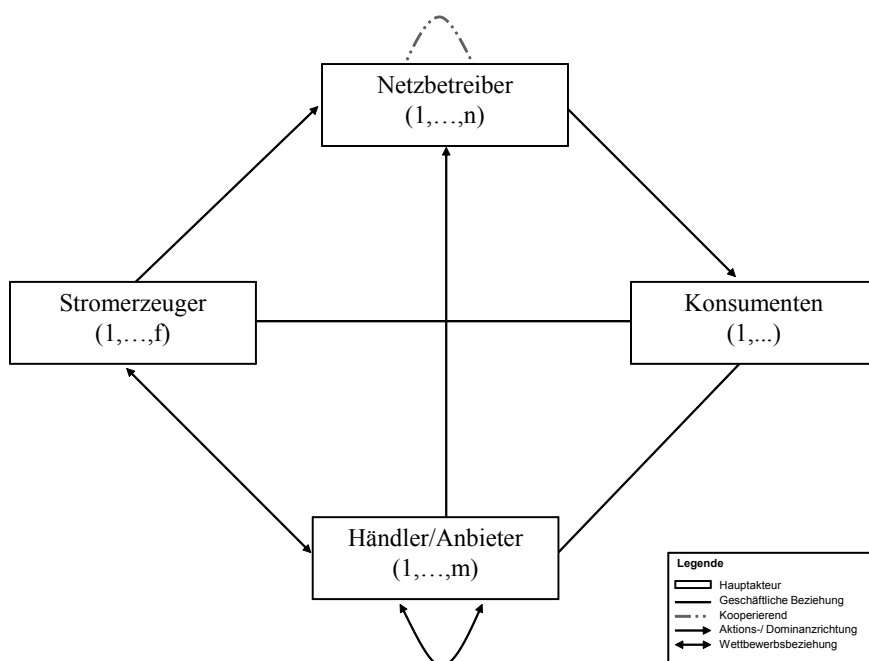 Netzbetreiber
(1,…,n)
Stromerzeuger
(1,…,f)
Konsumenten
(1,...)
Händler/Anbieter
(1,…,m)
Legende
Hauptakteur
Geschäftliche Beziehung
Kooperierend
Aktions-/ Dominanzrichtung
Wettbewerbsbeziehung